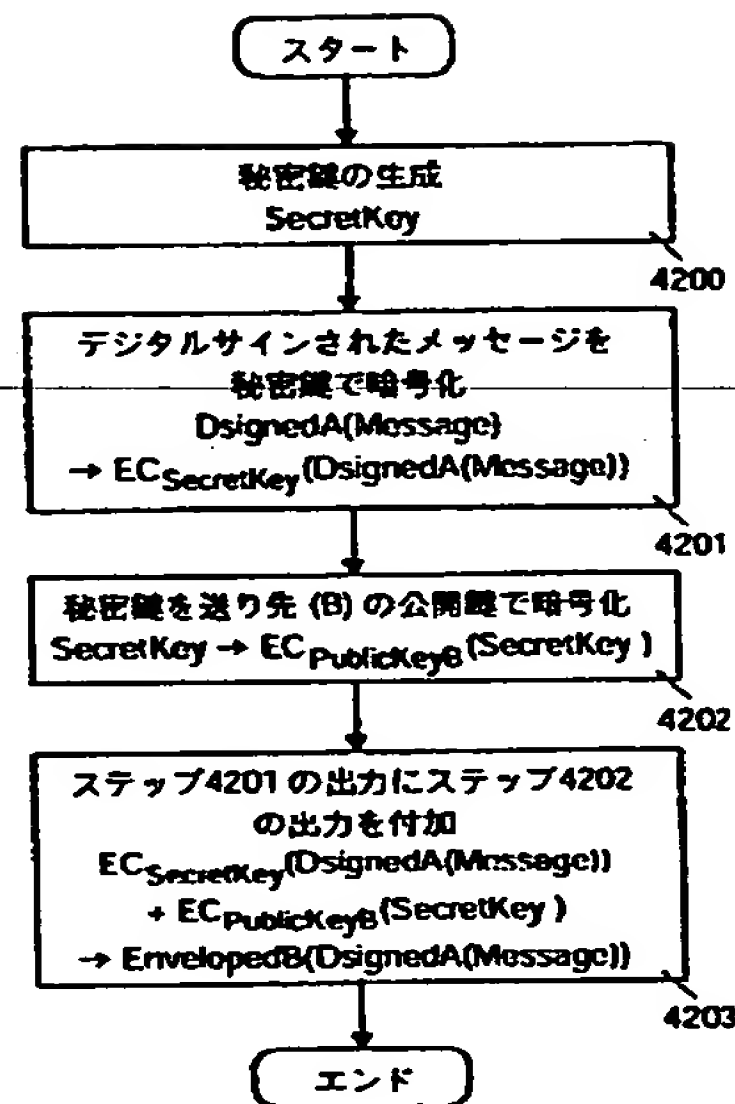 スタート
秘密鍵の生成
SecretKey
4200
デジタルサインされたメッセージを
秘密鍵で暗号化
DsignedA(Message)
→ EC SecretKey (DsignedA(Message))
4201
秘密鍵を送り先 (B) の公開鍵で暗号化
SecretKey → EC PublicKeyB (SecretKey )
4202
ステップ4201 の出力にステップ4202
の出力を付加
EC SecretKey (DsignedA(Message))
+ EC PublicKeyB (SecretKey )
→ EnvelopedB(DsignedA(Message))
4203
エンド